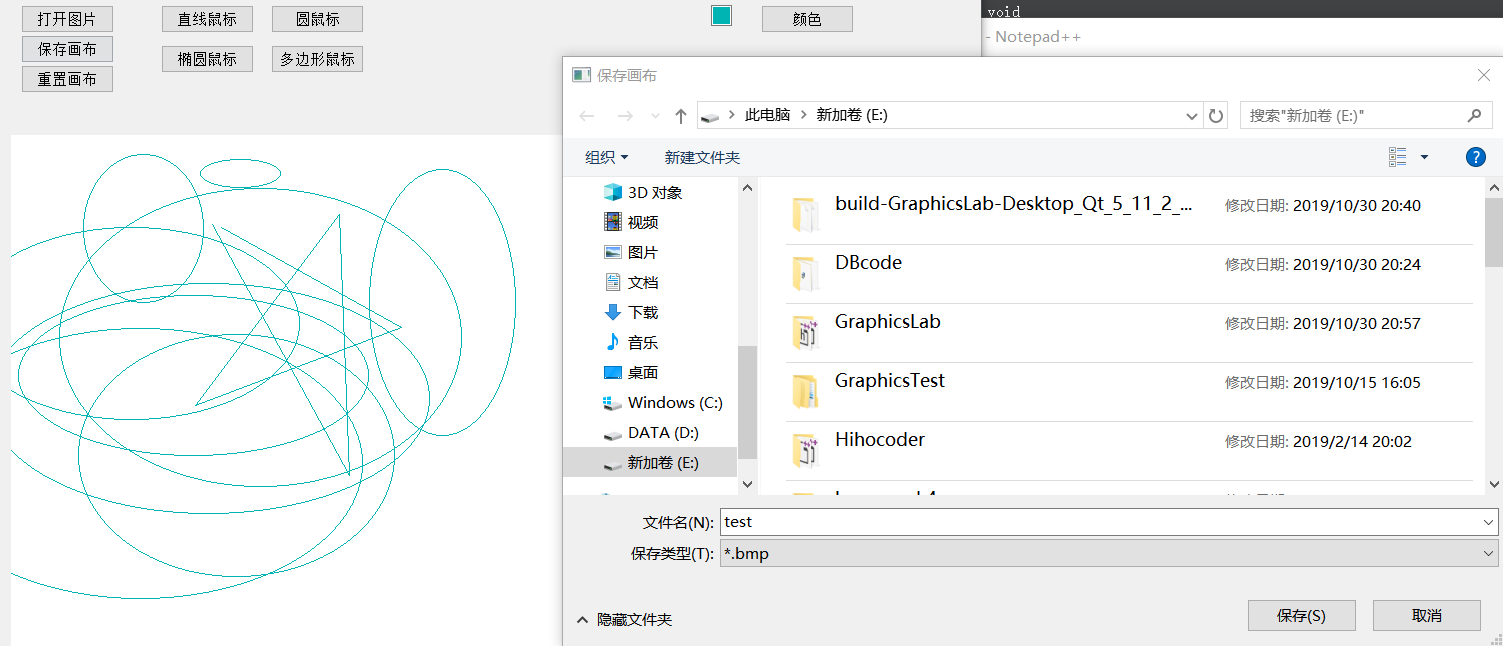 打开图片
直线鼠标
圆鼠标
颜色
保存画布
椭圆鼠标
多边形鼠标
重置画布
void
- Notepad++
保存画布
此电脑
新加卷 (E:)
搜索"新加卷 (E:)"
组织
新建文件夹
?
3D 对象
视频
图片
文档
下载
音乐
桌面
Windows (C:)
DATA (D:)
新加卷 (E:)
build-GraphicsLab-Desktop_Qt_5_11_2_... 修改日期: 2019/10/30 20:40
DBcode 修改日期: 2019/10/30 20:24
GraphicsLab 修改日期: 2019/10/30 20:57
GraphicsTest 修改日期: 2019/10/15 16:05
Hihocoder 修改日期: 2019/2/14 20:02
文件名(N): test
保存类型(T): *.bmp
隐藏文件夹
保存(S)
取消